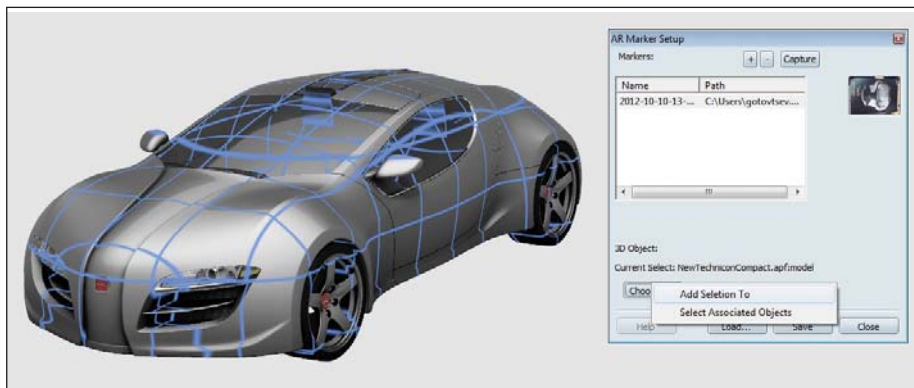 AR Marker Setup
Markers:
+ - Capture
Name Path
2012-10-10-13-... C:\Users\gotovtsev....
3D Object:
Current Select: NewTechniconCompact.apf:model
Choo
Add Seletion To
Select Associated Objects
Help Load... Save Close